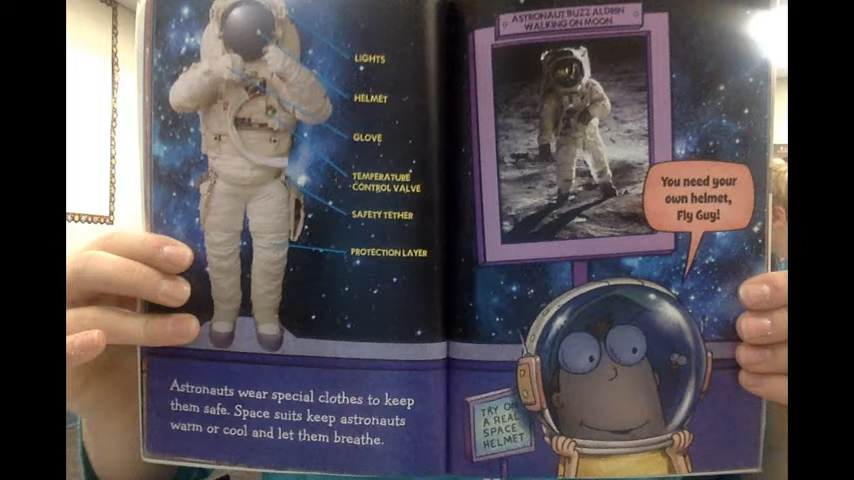 LIGHTS
HELMET
GLOVE
TEMPERATURE
CONTROL VALVE
SAFETY TETHER
PROTECTION LAYER
Astronauts wear special clothes to keep
them safe. Space suits keep astronauts
warm or cool and let them breathe.
ASTRONAUT BUZZ ALDRIN
WALKING ON MOON
You need your
own helmet,
Fly Guy!
TRY ON
A REAL
SPACE
HELMET